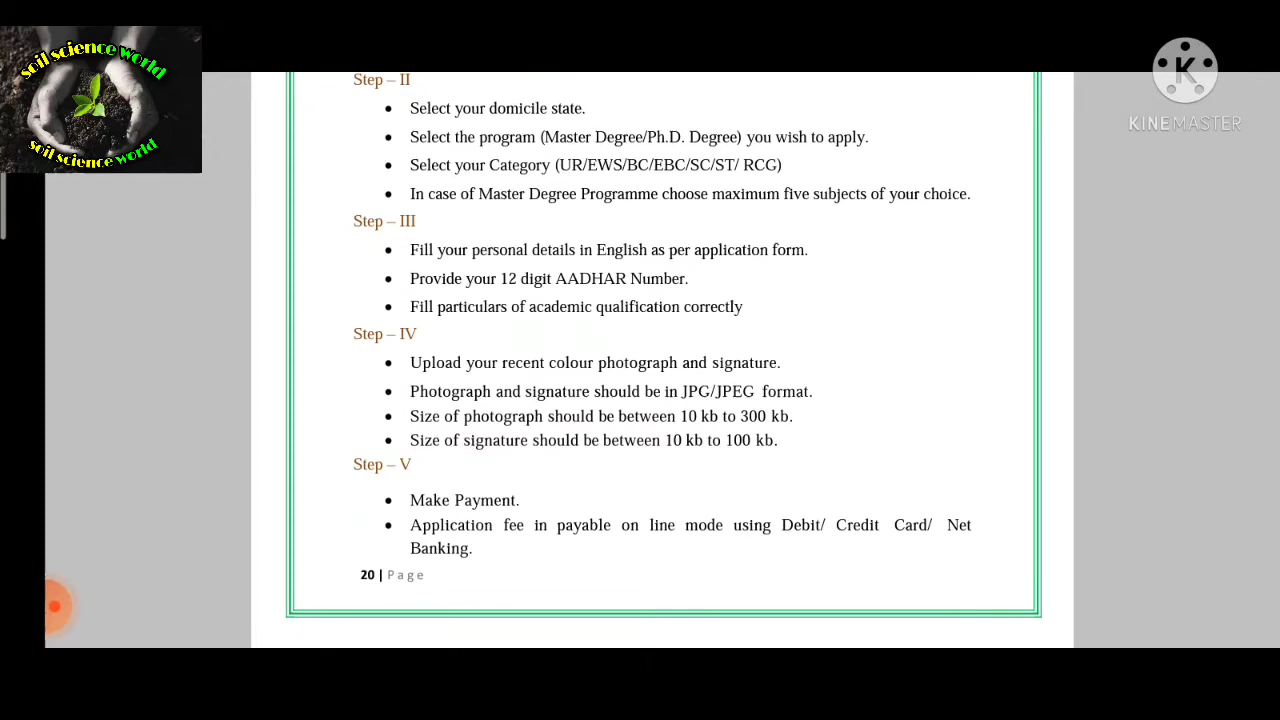 soil science world
soil science world
KINEMASTER
Step – II
• Select your domicile state.
• Select the program (Master Degree/Ph.D. Degree) you wish to apply.
• Select your Category (UR/EWS/BC/EBC/SC/ST/ RCG)
• In case of Master Degree Programme choose maximum five subjects of your choice.
Step – III
• Fill your personal details in English as per application form.
• Provide your 12 digit AADHAR Number.
• Fill particulars of academic qualification correctly
Step – IV
• Upload your recent colour photograph and signature.
• Photograph and signature should be in JPG/JPEG format.
• Size of photograph should be between 10 kb to 300 kb.
• Size of signature should be between 10 kb to 100 kb.
Step – V
• Make Payment.
• Application fee in payable on line mode using Debit/ Credit Card/ Net
Banking.
20 | Page